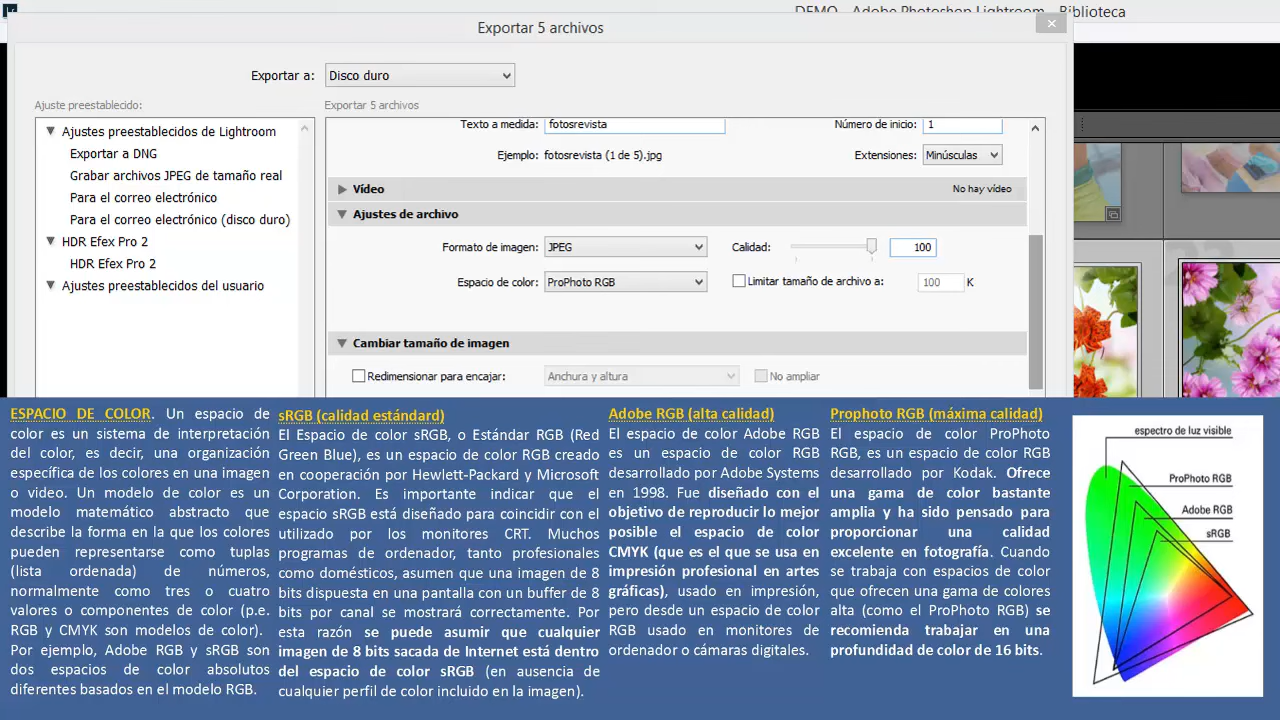 Lr
DEMO - Adobe Photoshop Lightroom - Biblioteca
Exportar 5 archivos
Exportar a: Disco duro
Ajuste preestablecido:
Exportar 5 archivos
Ajustes preestablecidos de Lightroom
Exportar a DNG
Grabar archivos JPEG de tamaño real
Para el correo electrónico
Para el correo electrónico (disco duro)
HDR Efex Pro 2
HDR Efex Pro 2
Ajustes preestablecidos del usuario
Texto a medida: fotosrevista Número de inicio: 1
Ejemplo: fotosrevista (1 de 5).jpg Extensiones: Minúsculas
Vídeo No hay vídeo
Ajustes de archivo
Formato de imagen: JPEG Calidad: 100
Espacio de color: ProPhoto RGB Limitar tamaño de archivo a: 100 K
Cambiar tamaño de imagen
Redimensionar para encajar: Anchura y altura No ampliar
ESPACIO DE COLOR. Un espacio de
color es un sistema de interpretación
del color, es decir, una organización
específica de los colores en una imagen
o video. Un modelo de color es un
modelo matemático abstracto que
describe la forma en la que los colores
pueden representarse como tuplas
(lista ordenada) de números,
normalmente como tres o cuatro
valores o componentes de color (p.e.
RGB y CMYK son modelos de color).
Por ejemplo, Adobe RGB y sRGB son
dos espacios de color absolutos
diferentes basados en el modelo RGB.
sRGB (calidad estándar)
El Espacio de color sRGB, o Estándar RGB (Red
Green Blue), es un espacio de color RGB creado
en cooperación por Hewlett-Packard y Microsoft
Corporation. Es importante indicar que el
espacio sRGB está diseñado para coincidir con el
utilizado por los monitores CRT. Muchos
programas de ordenador, tanto profesionales
como domésticos, asumen que una imagen de 8
bits dispuesta en una pantalla con un buffer de 8
bits por canal se mostrará correctamente. Por
esta razón se puede asumir que cualquier
imagen de 8 bits sacada de Internet está dentro
del espacio de color sRGB (en ausencia de
cualquier perfil de color incluido en la imagen).
Adobe RGB (alta calidad)
El espacio de color Adobe RGB
es un espacio de color RGB
desarrollado por Adobe Systems
en 1998. Fue diseñado con el
objetivo de reproducir lo mejor
posible el espacio de color
CMYK (que es el que se usa en
impresión profesional en artes
gráficas), usado en impresión,
pero desde un espacio de color
RGB usado en monitores de
ordenador o cámaras digitales.
Prophoto RGB (máxima calidad)
El espacio de color ProPhoto
RGB, es un espacio de color RGB
desarrollado por Kodak. Ofrece
una gama de color bastante
amplia y ha sido pensado para
proporcionar una calidad
excelente en fotografía. Cuando
se trabaja con espacios de color
que ofrecen una gama de colores
alta (como el ProPhoto RGB) se
recomienda trabajar en una
profundidad de color de 16 bits.
espectro de luz visible
ProPhoto RGB
Adobe RGB
sRGB